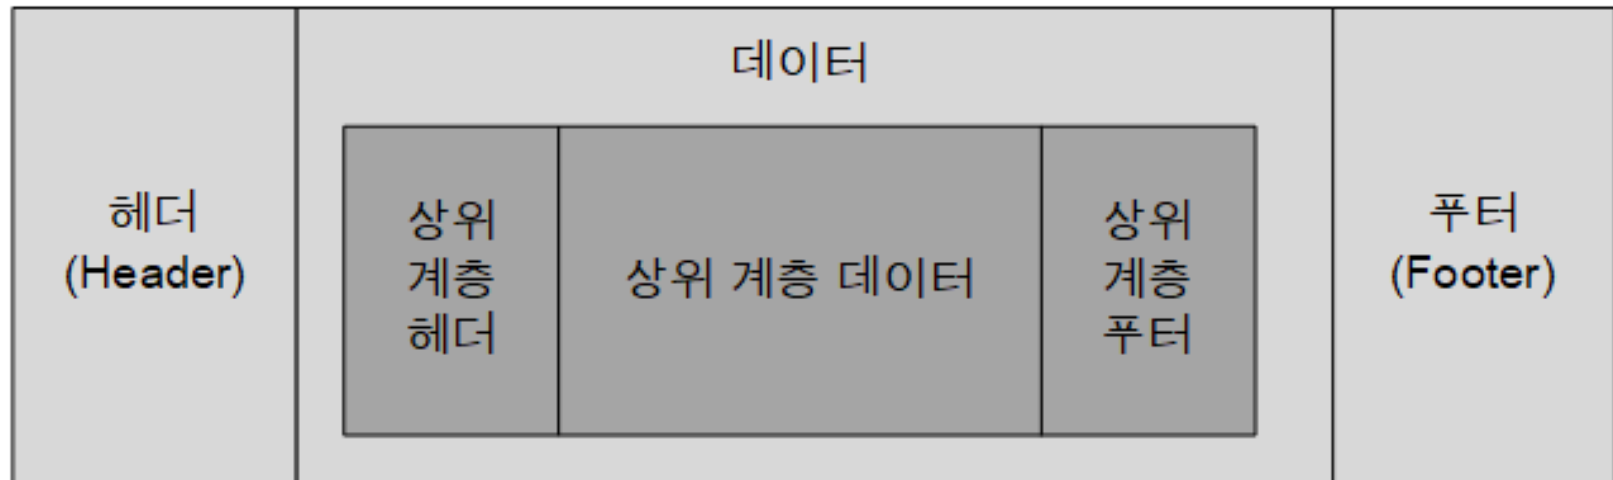 데이터
헤더
(Header)
상위
계층
헤더
상위 계층 데이터
상위
계층
푸터
푸터
(Footer)